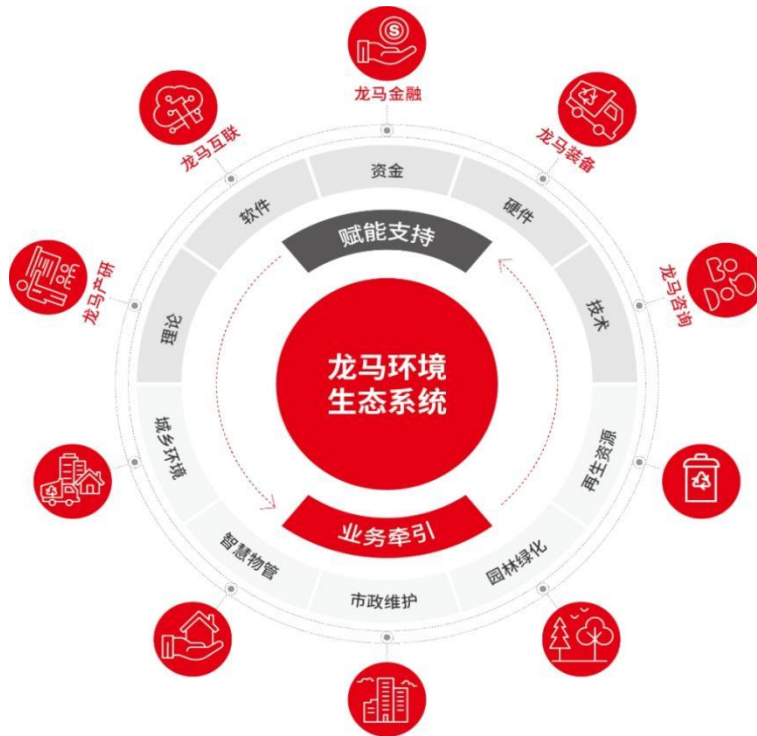 龙马金融
龙马互联
龙马装备
龙马产研
龙马咨询
资金
软件
硬件
理论
技术
赋能支持
龙马环境
生态系统
业务牵引
城乡环境
再生资源
智慧物管
园林绿化
市政维护